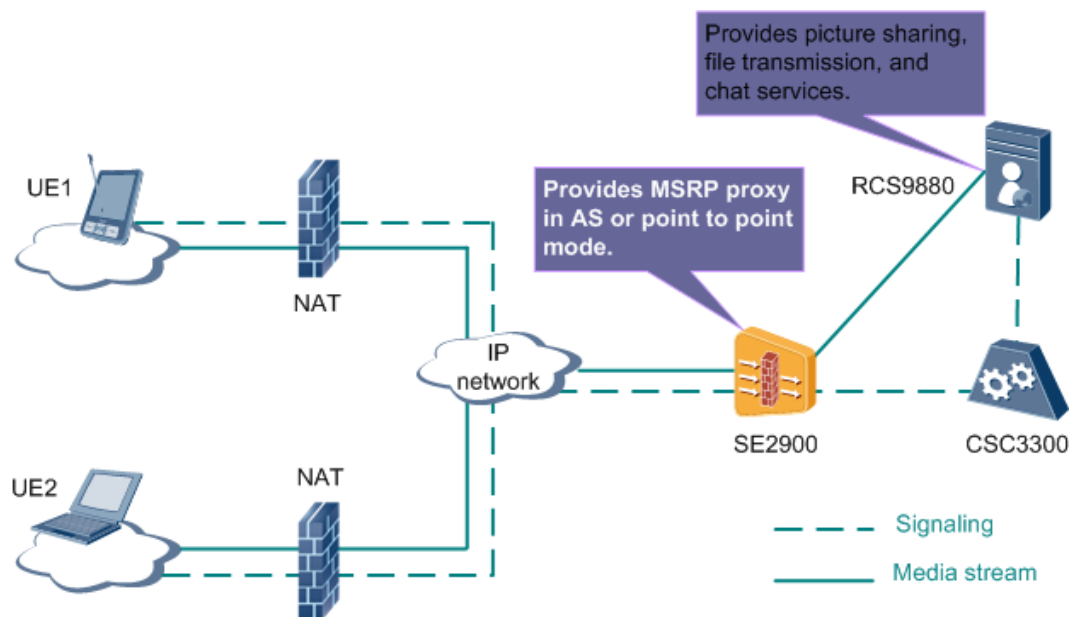 Provides picture sharing,
file transmission, and
chat services.
UE1
RCS9880
Provides MSRP proxy
in AS or point to point
mode.
NAT
IP
network
SE2900
CSC3300
UE2
NAT
Signaling
Media stream